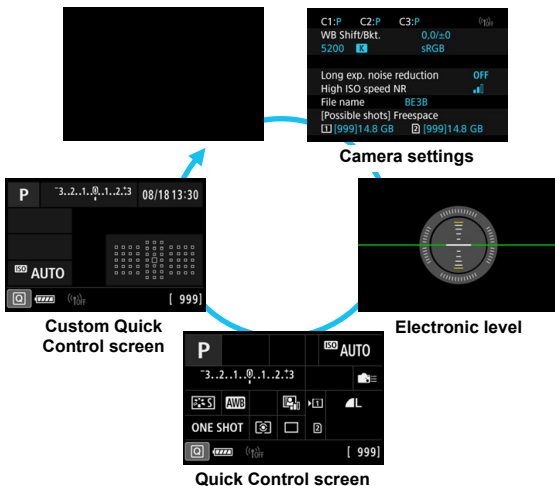 C1:P C2:P C3:P OFF
WB Shift/Bkt. 0,0/±0
5200 K sRGB
Long exp. noise reduction OFF
High ISO speed NR
File name BE3B
[Possible shots] Freespace
1 [999]14.8 GB 2 [999]14.8 GB
Camera settings
P -3..2..1..0..1..2..+3 08/18 13:30
ISO AUTO
Q OFF [ 999]
Custom Quick
Control screen
Electronic level
P ISO AUTO
-3..2..1..0..1..2..+3
S AWB 1 L
ONE SHOT 2
Q OFF [ 999]
Quick Control screen